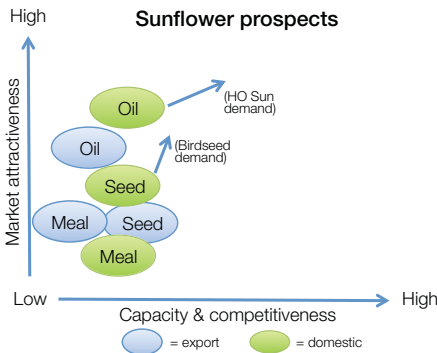 High
Sunflower prospects
Market attractiveness
Oil
(HO Sun
demand)
Oil
(Birdseed
demand)
Seed
Meal
Seed
Meal
Low
High
Capacity & competitiveness
= export
= domestic